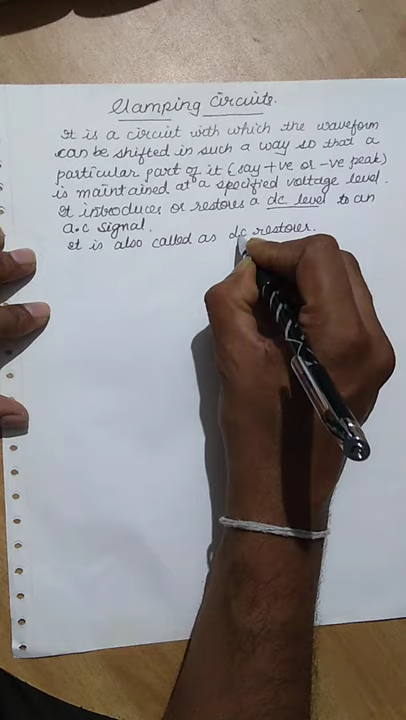 Clamping Circuits.
It is a circuit with which the waveform
can be shifted in such a way so that a
particular part of it (say +ve or -ve peak)
is maintained at a specified voltage level.
It introduces or restores a dc level to an
a.c signal.
It is also called as dc restorer.